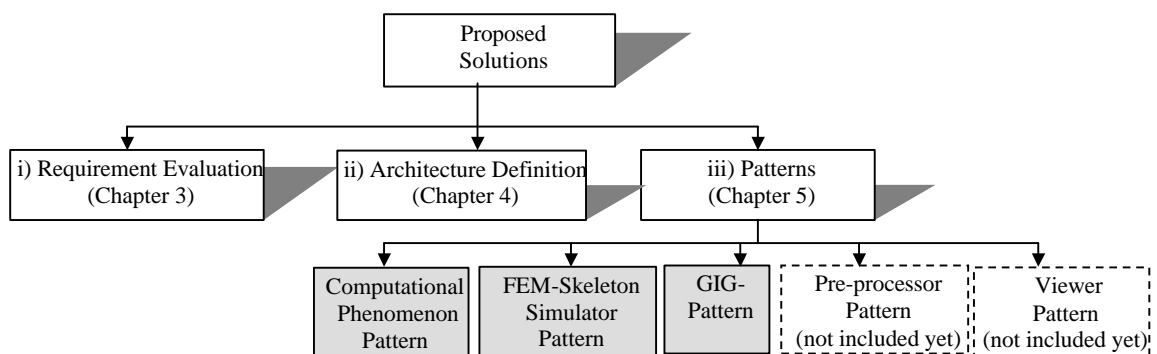 Proposed
Solutions
i) Requirement Evaluation
(Chapter 3)
ii) Architecture Definition
(Chapter 4)
iii) Patterns
(Chapter 5)
Computational
Phenomenon
Pattern
FEM-Skeleton
Simulator
Pattern
GIG-
Pattern
Pre-processor
Pattern
(not included yet)
Viewer
Pattern
(not included yet)